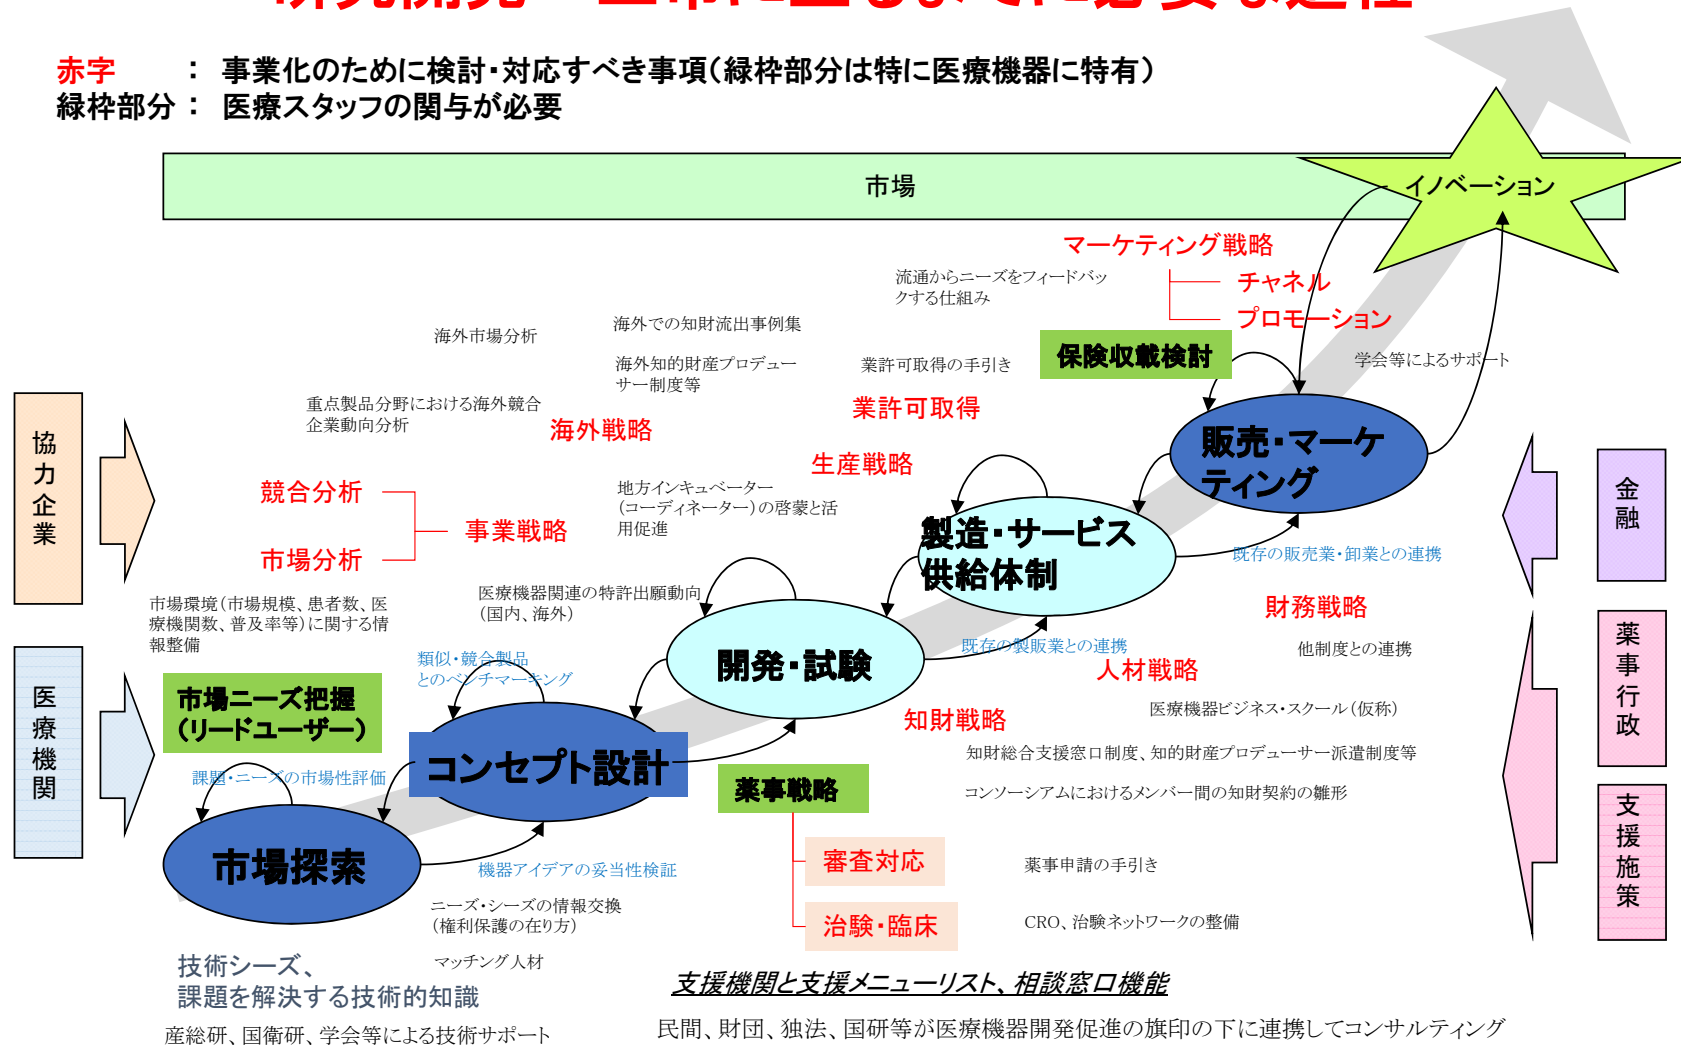 研究開発〜上市に至るまでに必要な過程
赤字 ： 事業化のために検討・対応すべき事項（緑枠部分は特に医療機器に特有）
緑枠部分： 医療スタッフの関与が必要
市場
イノベーション
マーケティング戦略
チャネル
プロモーション
流通からニーズをフィードバッ
クする仕組み
海外での知財流出事例集
海外市場分析
海外知的財産プロデュー
サー制度等
業許可取得の手引き
保険収載検討
学会等によるサポート
重点製品分野における海外競合
企業動向分析
海外戦略
業許可取得
生産戦略
販売・マーケ
ティング
協力企業
金融
競合分析
市場分析
事業戦略
地方インキュベーター
（コーディネーター）の啓蒙と活
用促進
製造・サービス
供給体制
既存の販売業・卸業との連携
市場環境（市場規模、患者数、医
療機関数、普及率等）に関する情
報整備
医療機器関連の特許出願動向
（国内、海外）
財務戦略
他制度との連携
既存の製販業との連携
人材戦略
類似・競合製品
とのベンチマーキング
開発・試験
薬事行政
医療機関
市場ニーズ把握
（リードユーザー）
知財戦略
医療機器ビジネス・スクール（仮称）
コンセプト設計
知財総合支援窓口制度、知的財産プロデューサー派遣制度等
課題・ニーズの市場性評価
薬事戦略
コンソーシアムにおけるメンバー間の知財契約の雛形
支援施策
市場探索
機器アイデアの妥当性検証
審査対応
薬事申請の手引き
ニーズ・シーズの情報交換
（権利保護の在り方）
治験・臨床
CRO、治験ネットワークの整備
マッチング人材
技術シーズ、
課題を解決する技術的知識
産総研、国衛研、学会等による技術サポート
支援機関と支援メニューリスト、相談窓口機能
民間、財団、独法、国研等が医療機器開発促進の旗印の下に連携してコンサルティング